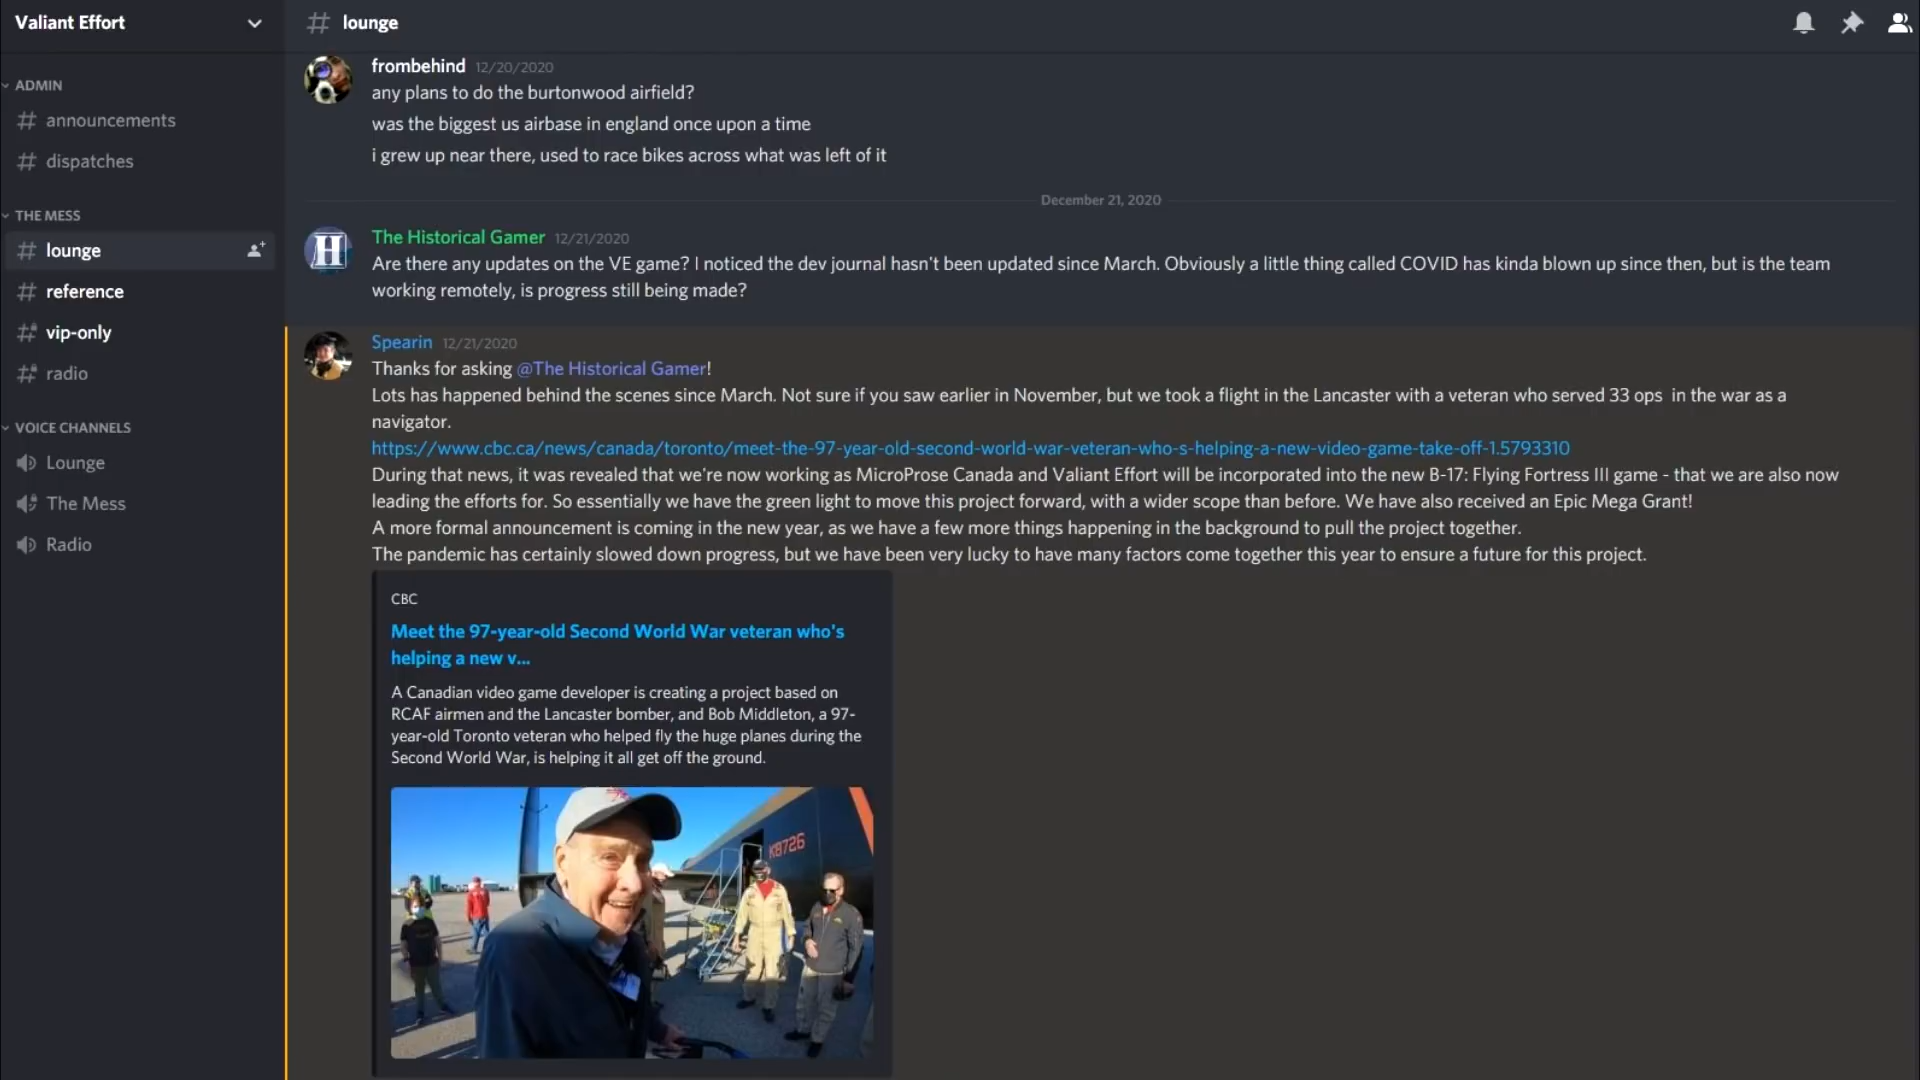 Valiant Effort
ADMIN
# announcements
# dispatches
THE MESS
# lounge
# reference
# vip-only
# radio
VOICE CHANNELS
Lounge
The Mess
Radio
# lounge
frombehind 12/20/2020
any plans to do the burtonwood airfield?
was the biggest us airbase in england once upon a time
i grew up near there, used to race bikes across what was left of it
December 21, 2020
H
The Historical Gamer 12/21/2020
Are there any updates on the VE game? I noticed the dev journal hasn't been updated since March. Obviously a little thing called COVID has kinda blown up since then, but is the team
working remotely, is progress still being made?
Spearin 12/21/2020
Thanks for asking @The Historical Gamer!
Lots has happened behind the scenes since March. Not sure if you saw earlier in November, but we took a flight in the Lancaster with a veteran who served 33 ops in the war as a
navigator.
https://www.cbc.ca/news/canada/toronto/meet-the-97-year-old-second-world-war-veteran-who-s-helping-a-new-video-game-take-off-1.5793310
During that news, it was revealed that we're now working as MicroProse Canada and Valiant Effort will be incorporated into the new B-17: Flying Fortress III game - that we are also now
leading the efforts for. So essentially we have the green light to move this project forward, with a wider scope than before. We have also received an Epic Mega Grant!
A more formal announcement is coming in the new year, as we have a few more things happening in the background to pull the project together.
The pandemic has certainly slowed down progress, but we have been very lucky to have many factors come together this year to ensure a future for this project.
CBC
Meet the 97-year-old Second World War veteran who's
helping a new v...
A Canadian video game developer is creating a project based on
RCAF airmen and the Lancaster bomber, and Bob Middleton, a 97-
year-old Toronto veteran who helped fly the huge planes during the
Second World War, is helping it all get off the ground.
KB726